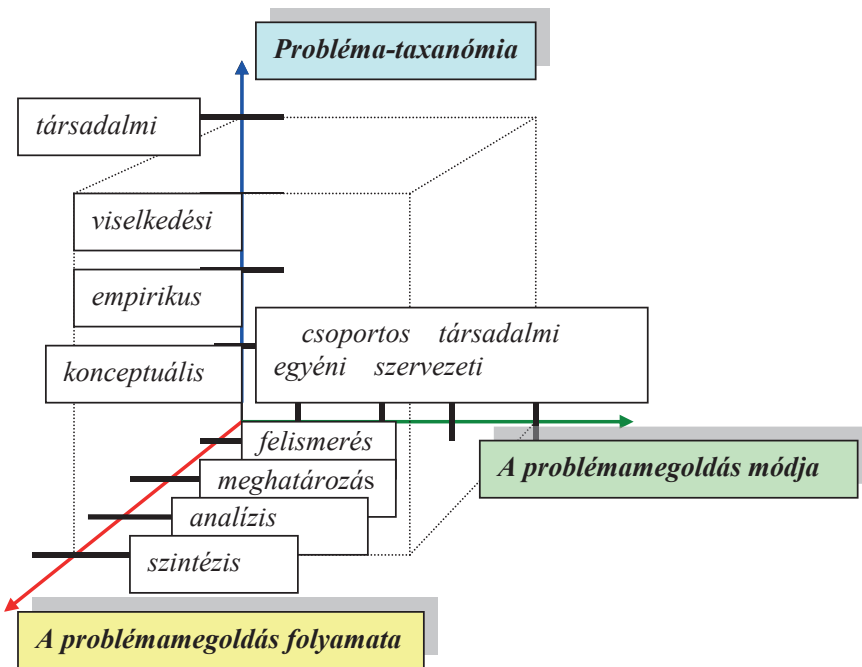 Probléma-taxanómia
társadalmi
viselkedési
empirikus
csoportos társadalmi
egyéni szervezeti
konceptuális
felismerés
A problémamegoldás módja
meghatározás
analízis
szintézis
A problémamegoldás folyamata